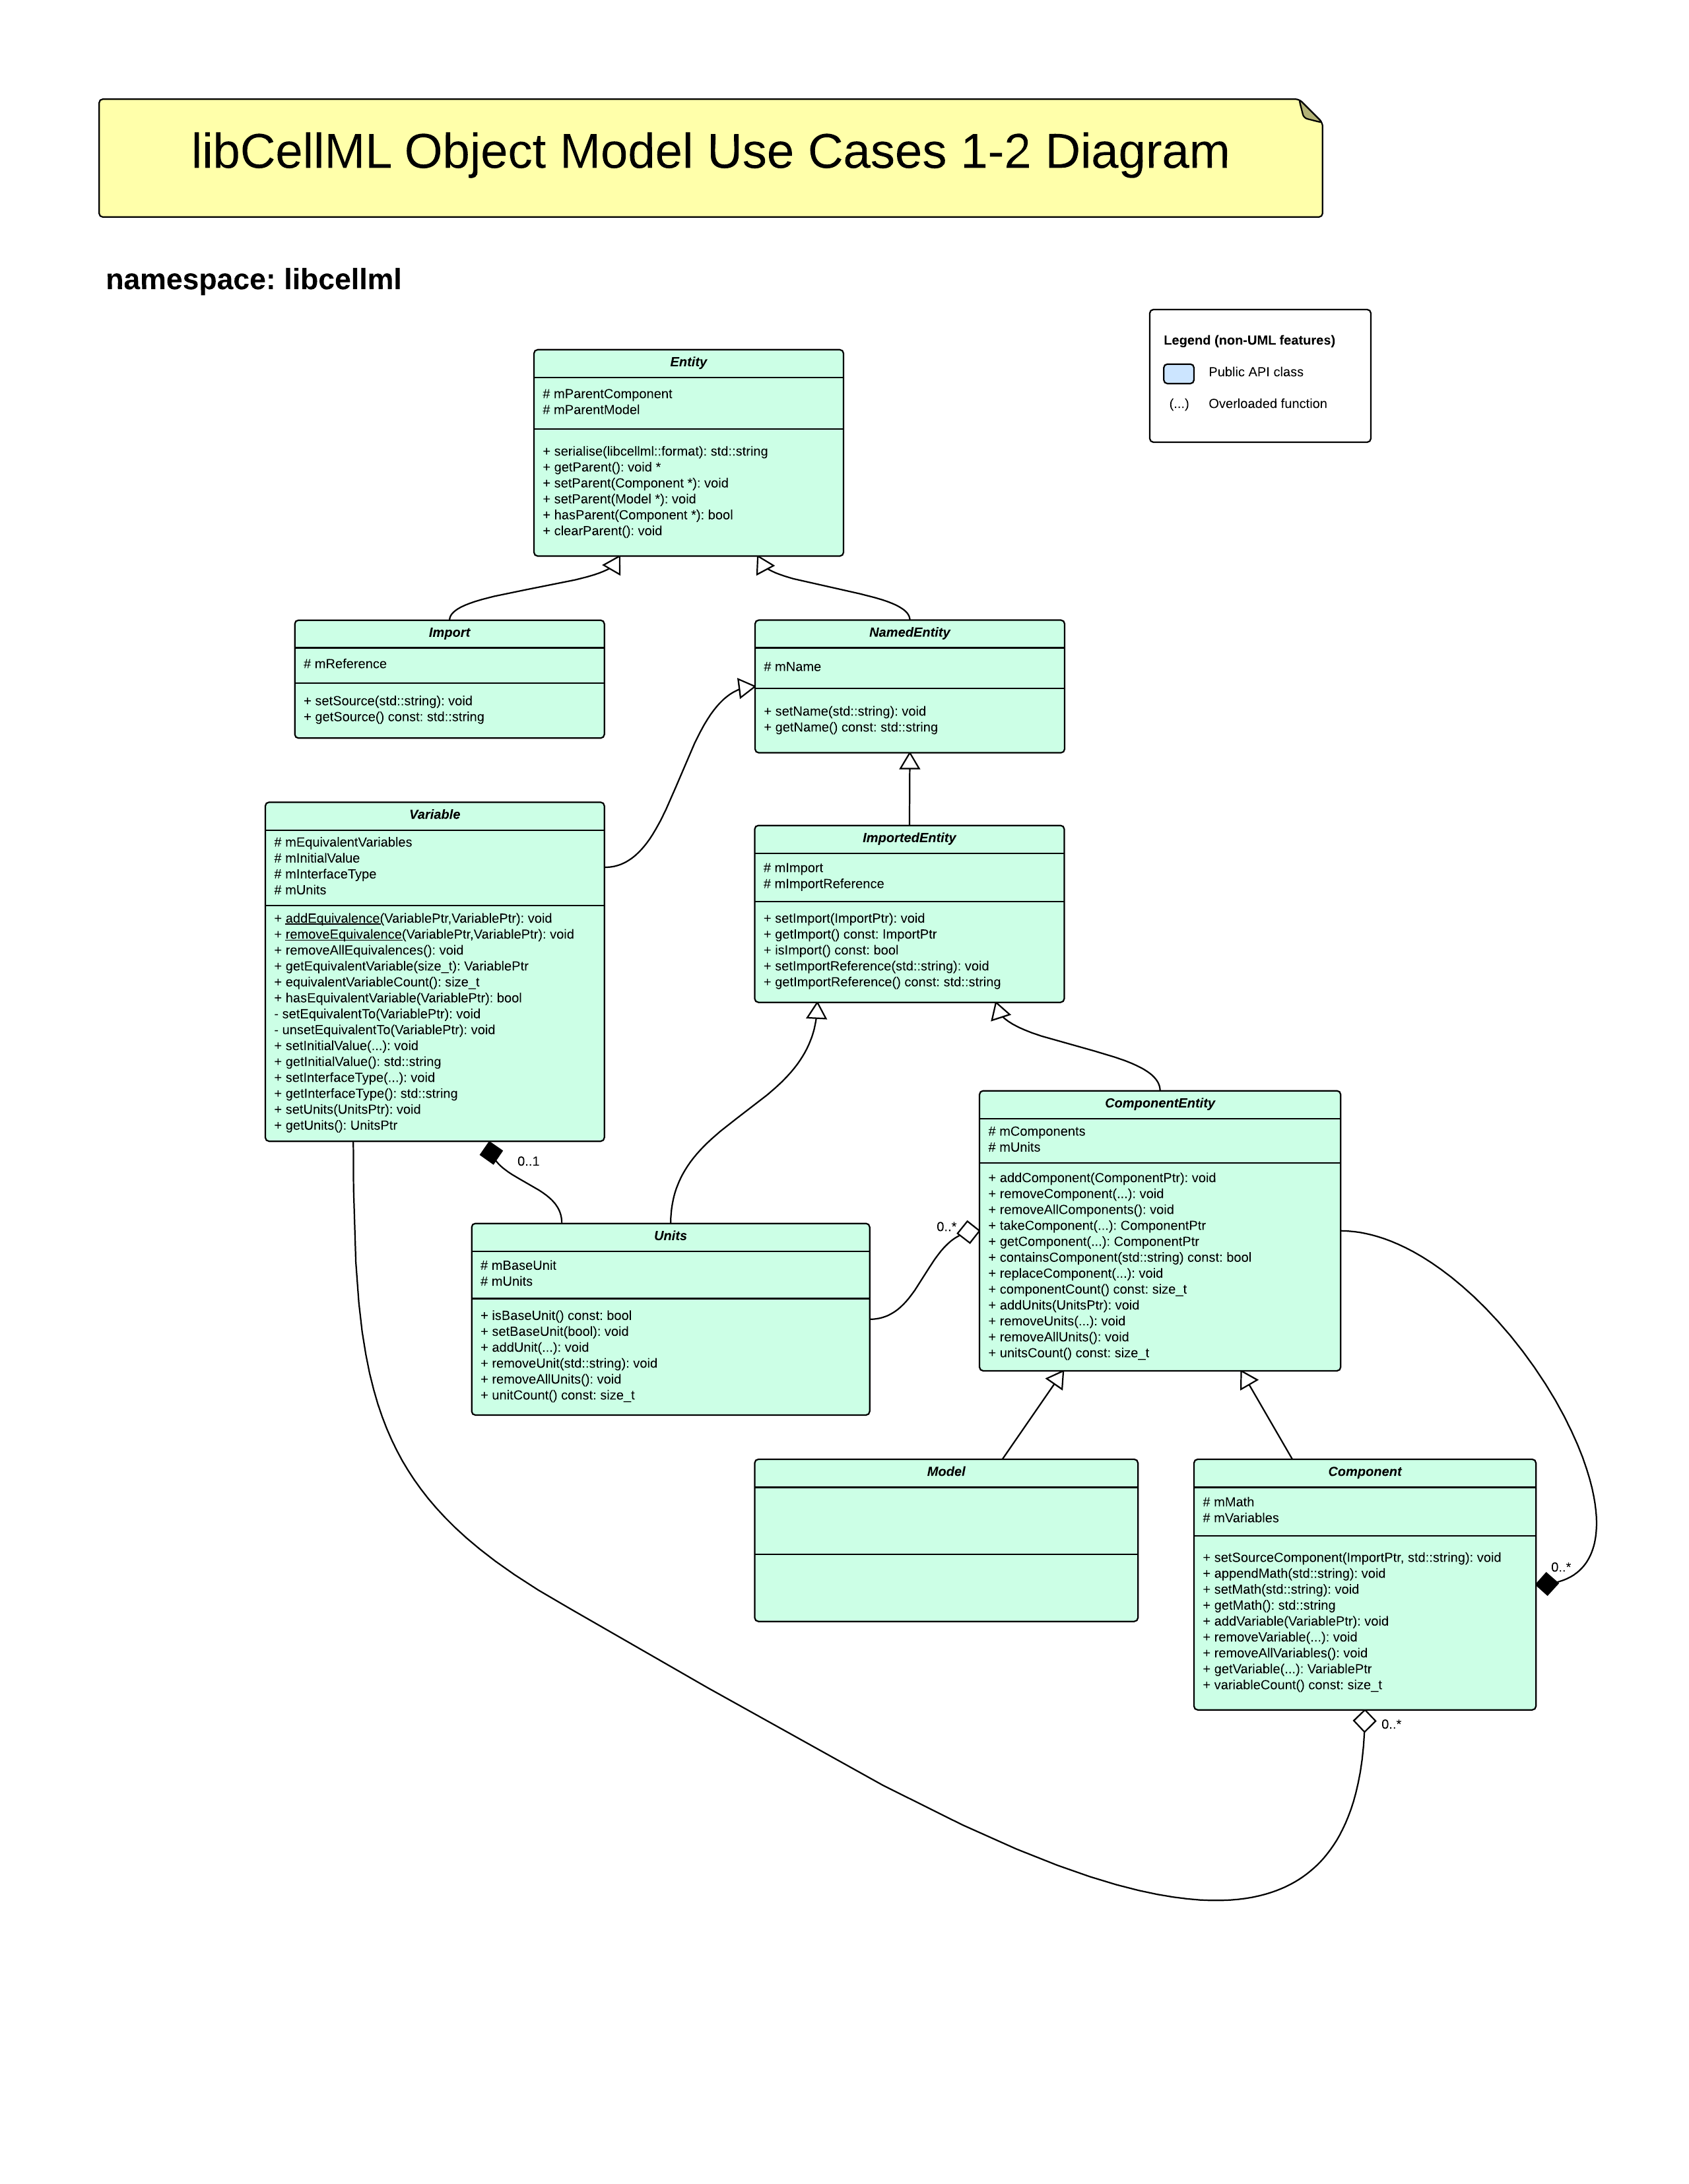 libCellML Object Model Use Cases 1-2 Diagram
namespace: libcellml
Legend (non-UML features)
Public API class
(...) Overloaded function
Entity
# mParentComponent
# mParentModel
+ serialise(libcellml::format): std::string
+ getParent(): void *
+ setParent(Component *): void
+ setParent(Model *): void
+ hasParent(Component *): bool
+ clearParent(): void
Import
# mReference
+ setSource(std::string): void
+ getSource() const: std::string
NamedEntity
# mName
+ setName(std::string): void
+ getName() const: std::string
Variable
# mEquivalentVariables
# mInitialValue
# mInterfaceType
# mUnits
+ addEquivalence(VariablePtr,VariablePtr): void
+ removeEquivalence(VariablePtr,VariablePtr): void
+ removeAllEquivalences(): void
+ getEquivalentVariable(size_t): VariablePtr
+ equivalentVariableCount(): size_t
+ hasEquivalentVariable(VariablePtr): bool
- setEquivalentTo(VariablePtr): void
- unsetEquivalentTo(VariablePtr): void
+ setInitialValue(...): void
+ getInitialValue(): std::string
+ setInterfaceType(...): void
+ getInterfaceType(): std::string
+ setUnits(UnitsPtr): void
+ getUnits(): UnitsPtr
0..1
ImportedEntity
# mImport
# mImportReference
+ setImport(ImportPtr): void
+ getImport() const: ImportPtr
+ isImport() const: bool
+ setImportReference(std::string): void
+ getImportReference() const: std::string
Units
# mBaseUnit
# mUnits
+ isBaseUnit() const: bool
+ setBaseUnit(bool): void
+ addUnit(...): void
+ removeUnit(std::string): void
+ removeAllUnits(): void
+ unitCount() const: size_t
0..*
ComponentEntity
# mComponents
# mUnits
+ addComponent(ComponentPtr): void
+ removeComponent(...): void
+ removeAllComponents(): void
+ takeComponent(...): ComponentPtr
+ getComponent(...): ComponentPtr
+ containsComponent(std::string) const: bool
+ replaceComponent(...): void
+ componentCount() const: size_t
+ addUnits(UnitsPtr): void
+ removeUnits(...): void
+ removeAllUnits(): void
+ unitsCount() const: size_t
Model
Component
# mMath
# mVariables
+ setSourceComponent(ImportPtr, std::string): void
+ appendMath(std::string): void
+ setMath(std::string): void
+ getMath(): std::string
+ addVariable(VariablePtr): void
+ removeVariable(...): void
+ removeAllVariables(): void
+ getVariable(...): VariablePtr
+ variableCount() const: size_t
0..*
0..*